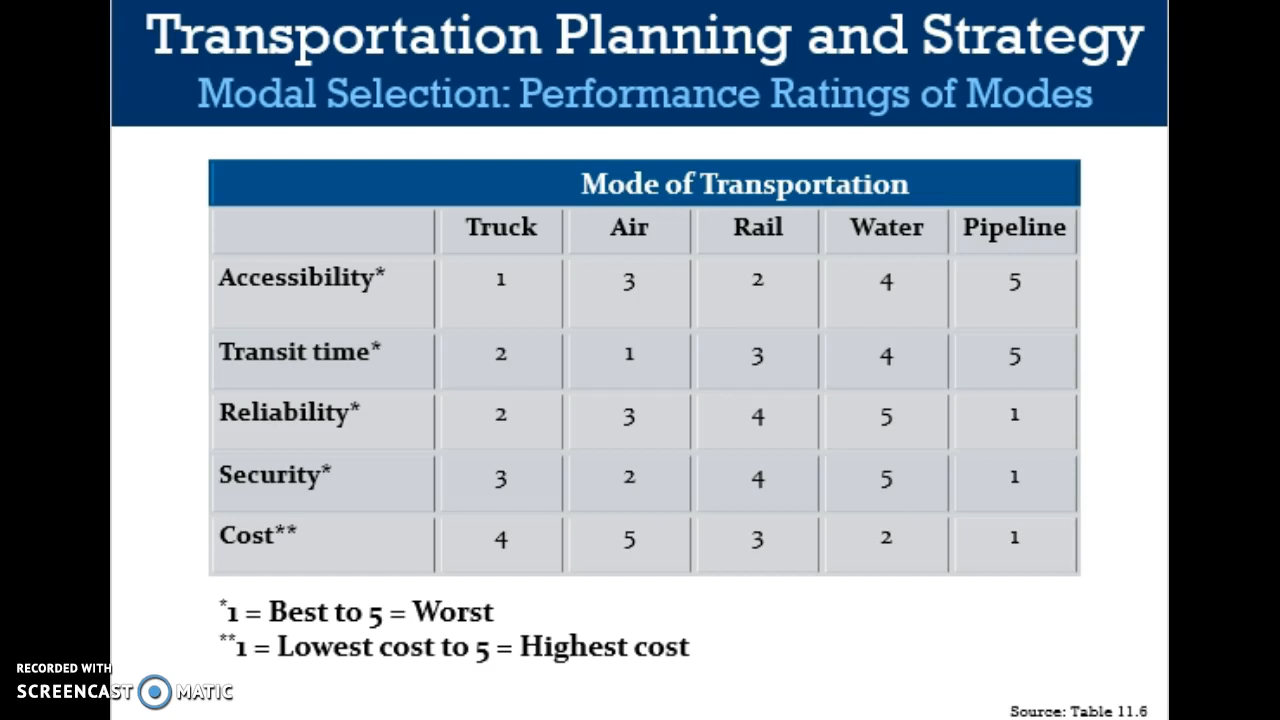 Transportation Planning and Strategy
Modal Selection: Performance Ratings of Modes
Mode of Transportation
Truck Air Rail Water Pipeline
Accessibility* 1 3 2 4 5
Transit time* 2 1 3 4 5
Reliability* 2 3 4 5 1
Security* 3 2 4 5 1
Cost** 4 5 3 2 1
*1 = Best to 5 = Worst
**1 = Lowest cost to 5 = Highest cost
RECORDED WITH
SCREENCAST MATIC
Source: Table 11.6